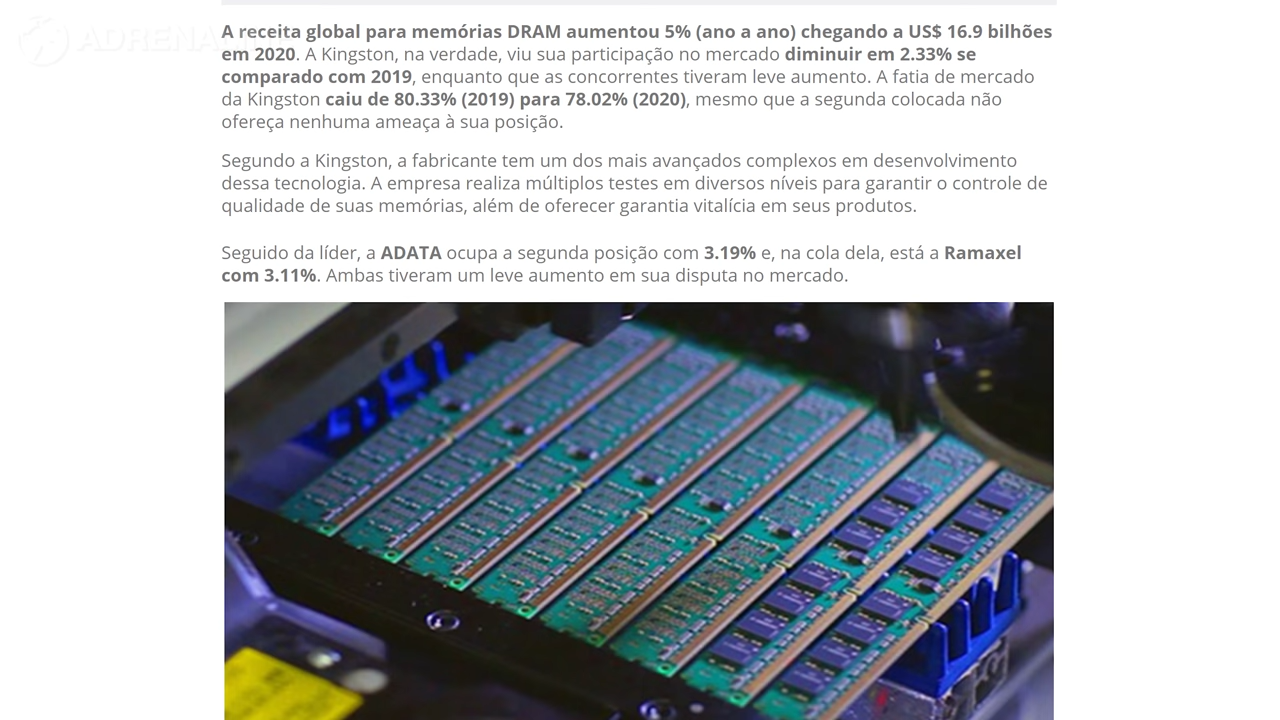 ADRENA
A receita global para memórias DRAM aumentou 5% (ano a ano) chegando a US$ 16.9 bilhões
em 2020. A Kingston, na verdade, viu sua participação no mercado diminuir em 2.33% se
comparado com 2019, enquanto que as concorrentes tiveram leve aumento. A fatia de mercado
da Kingston caiu de 80.33% (2019) para 78.02% (2020), mesmo que a segunda colocada não
ofereça nenhuma ameaça à sua posição.
Segundo a Kingston, a fabricante tem um dos mais avançados complexos em desenvolvimento
dessa tecnologia. A empresa realiza múltiplos testes em diversos níveis para garantir o controle de
qualidade de suas memórias, além de oferecer garantia vitalícia em seus produtos.
Seguido da líder, a ADATA ocupa a segunda posição com 3.19% e, na cola dela, está a Ramaxel
com 3.11%. Ambas tiveram um leve aumento em sua disputa no mercado.